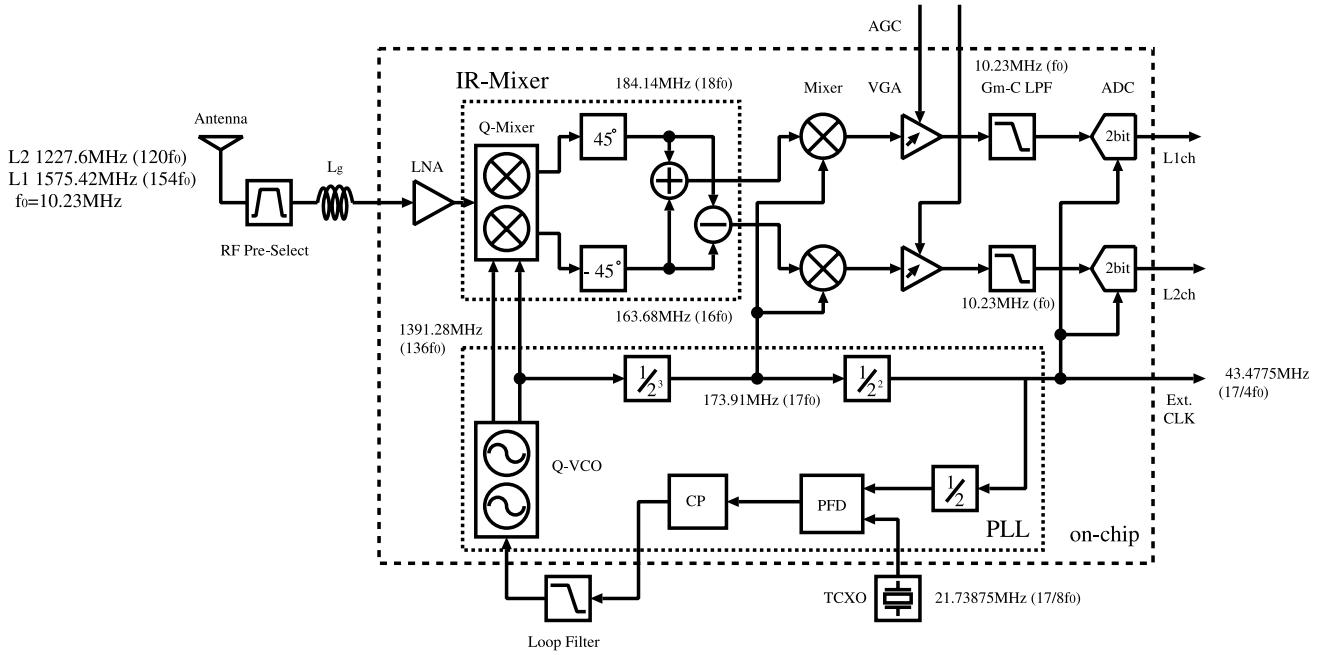 AGC
IR-Mixer
184.14MHz (18f0)
Mixer
VGA
10.23MHz (f0)
Gm-C LPF
ADC
Antenna
Q-Mixer
45°
2bit
L1ch
L2 1227.6MHz (120f0)
L1 1575.42MHz (154f0)
f0=10.23MHz
Lg
LNA
RF Pre-Select
- 45°
2bit
L2ch
10.23MHz (f0)
163.68MHz (16f0)
1391.28MHz
(136f0)
1/2³
173.91MHz (17f0)
1/2²
43.4775MHz
(17/4f0)
Ext.
CLK
Q-VCO
CP
PFD
1/2
PLL
on-chip
TCXO
21.73875MHz (17/8f0)
Loop Filter